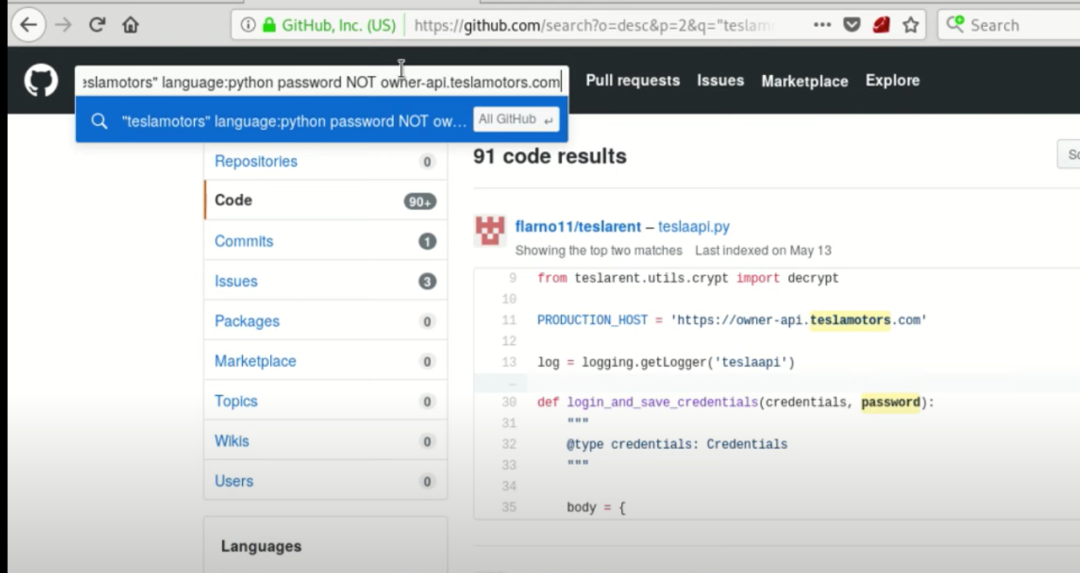 GitHub, Inc. (US) https://github.com/search?o=desc&p=2&q="teslam Search
eslamotors" language:python password NOT owner-api.teslamotors.com
Pull requests Issues Marketplace Explore
"teslamotors" language:python password NOT ow... All GitHub ↵
Repositories 0
Code 90+
Commits 1
Issues 3
Packages 0
Marketplace 0
Topics 0
Wikis 0
Users 0
Languages
91 code results
flarno11/teslarent – teslaapi.py
Showing the top two matches Last indexed on May 13
9 from teslarent.utils.crypt import decrypt
10
11 PRODUCTION_HOST = 'https://owner-api.teslamotors.com'
12
13 log = logging.getLogger('teslaapi')
…
30 def login_and_save_credentials(credentials, password):
31 """
32 @type credentials: Credentials
33 """
34
35 body = {